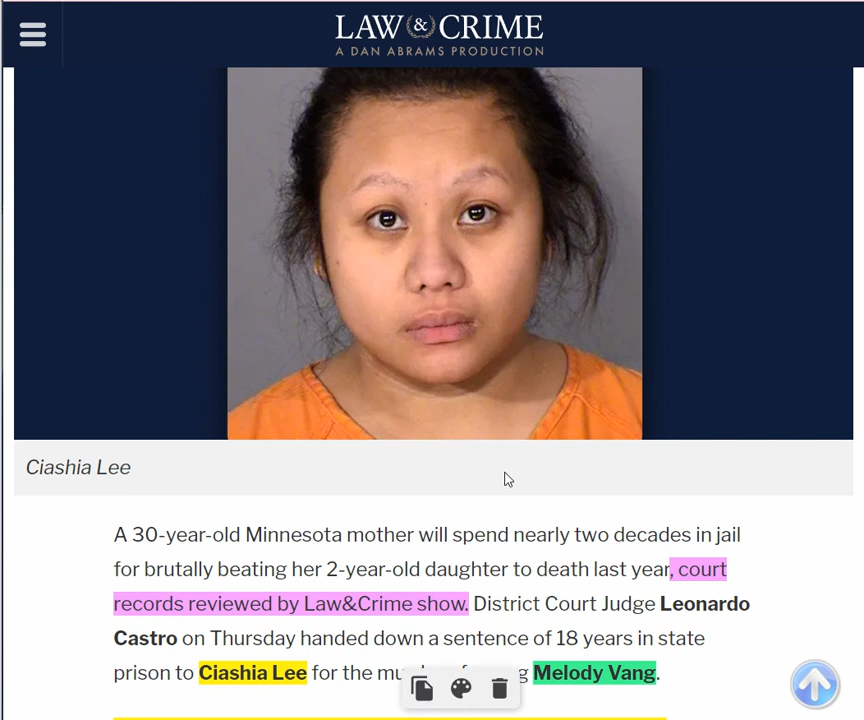 LAW & CRIME
A DAN ABRAMS PRODUCTION
Ciashia Lee
A 30-year-old Minnesota mother will spend nearly two decades in jail
for brutally beating her 2-year-old daughter to death last year, court
records reviewed by Law&Crime show. District Court Judge Leonardo
Castro on Thursday handed down a sentence of 18 years in state
prison to Ciashia Lee for the Melody Vang.